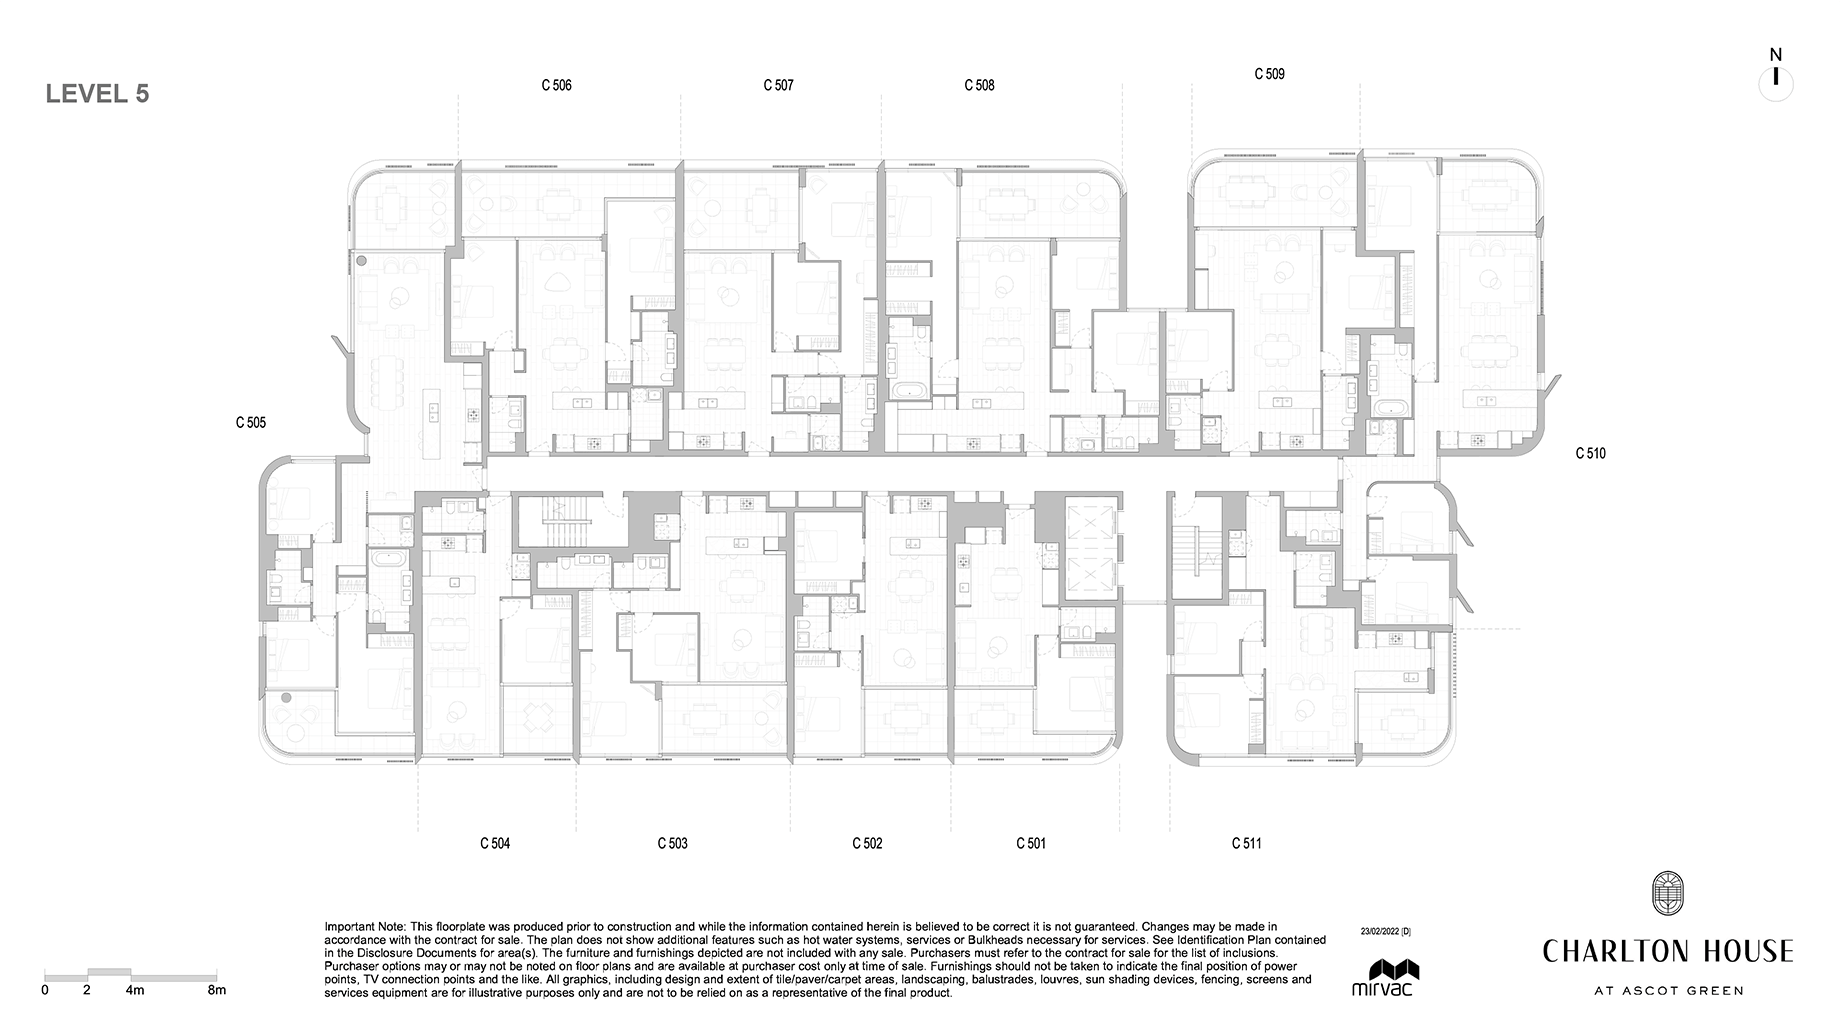 LEVEL 5
C 506
C 507
C 508
C 509
N
C 505
C 510
C 504
C 503
C 502
C 501
C 511
Important Note: This floorplate was produced prior to construction and while the information contained herein is believed to be correct it is not guaranteed. Changes may be made in
accordance with the contract for sale. The plan does not show additional features such as hot water systems, services or Bulkheads necessary for services. See Identification Plan contained
in the Disclosure Documents for area(s). The furniture and furnishings depicted are not included with any sale. Purchasers must refer to the contract for sale for the list of inclusions.
Purchaser options may or may not be noted on floor plans and are available at purchaser cost only at time of sale. Furnishings should not be taken to indicate the final position of power
points, TV connection points and the like. All graphics, including design and extent of tile/paver/carpet areas, landscaping, balustrades, louvres, sun shading devices, fencing, screens and
services equipment are for illustrative purposes only and are not to be relied on as a representative of the final product.
0 2 4m 8m
23/02/2022 [D]
mirvac
CHARLTON HOUSE
AT ASCOT GREEN